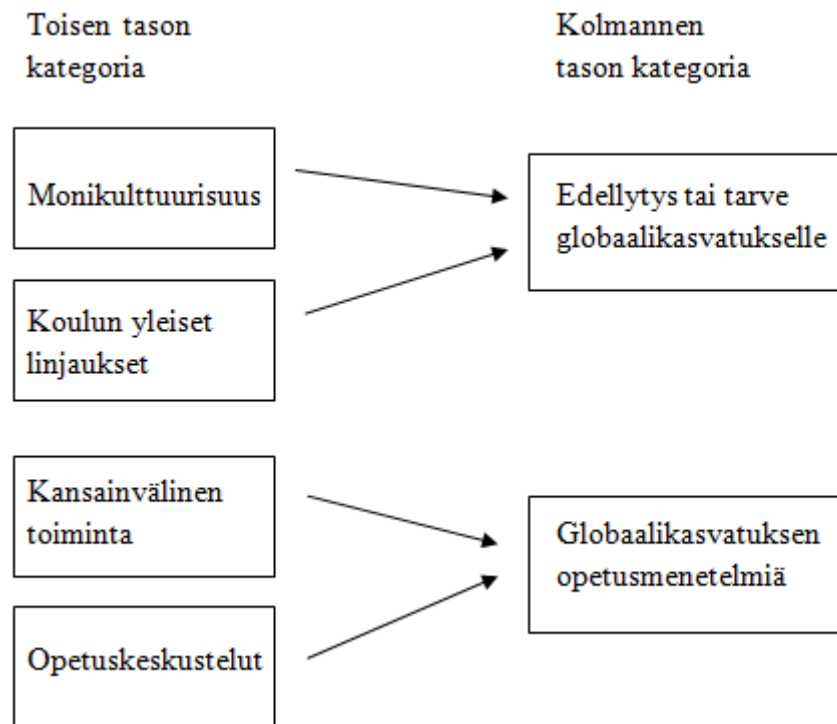 Toisen tason
kategoria
Kolmannen
tason kategoria
Monikulttuurisuus
Edellytys tai tarve
globaalikasvatukselle
Koulun yleiset
linjaukset
Kansainvälinen
toiminta
Globaalikasvatuksen
opetusmenetelmiä
Opetuskeskustelut